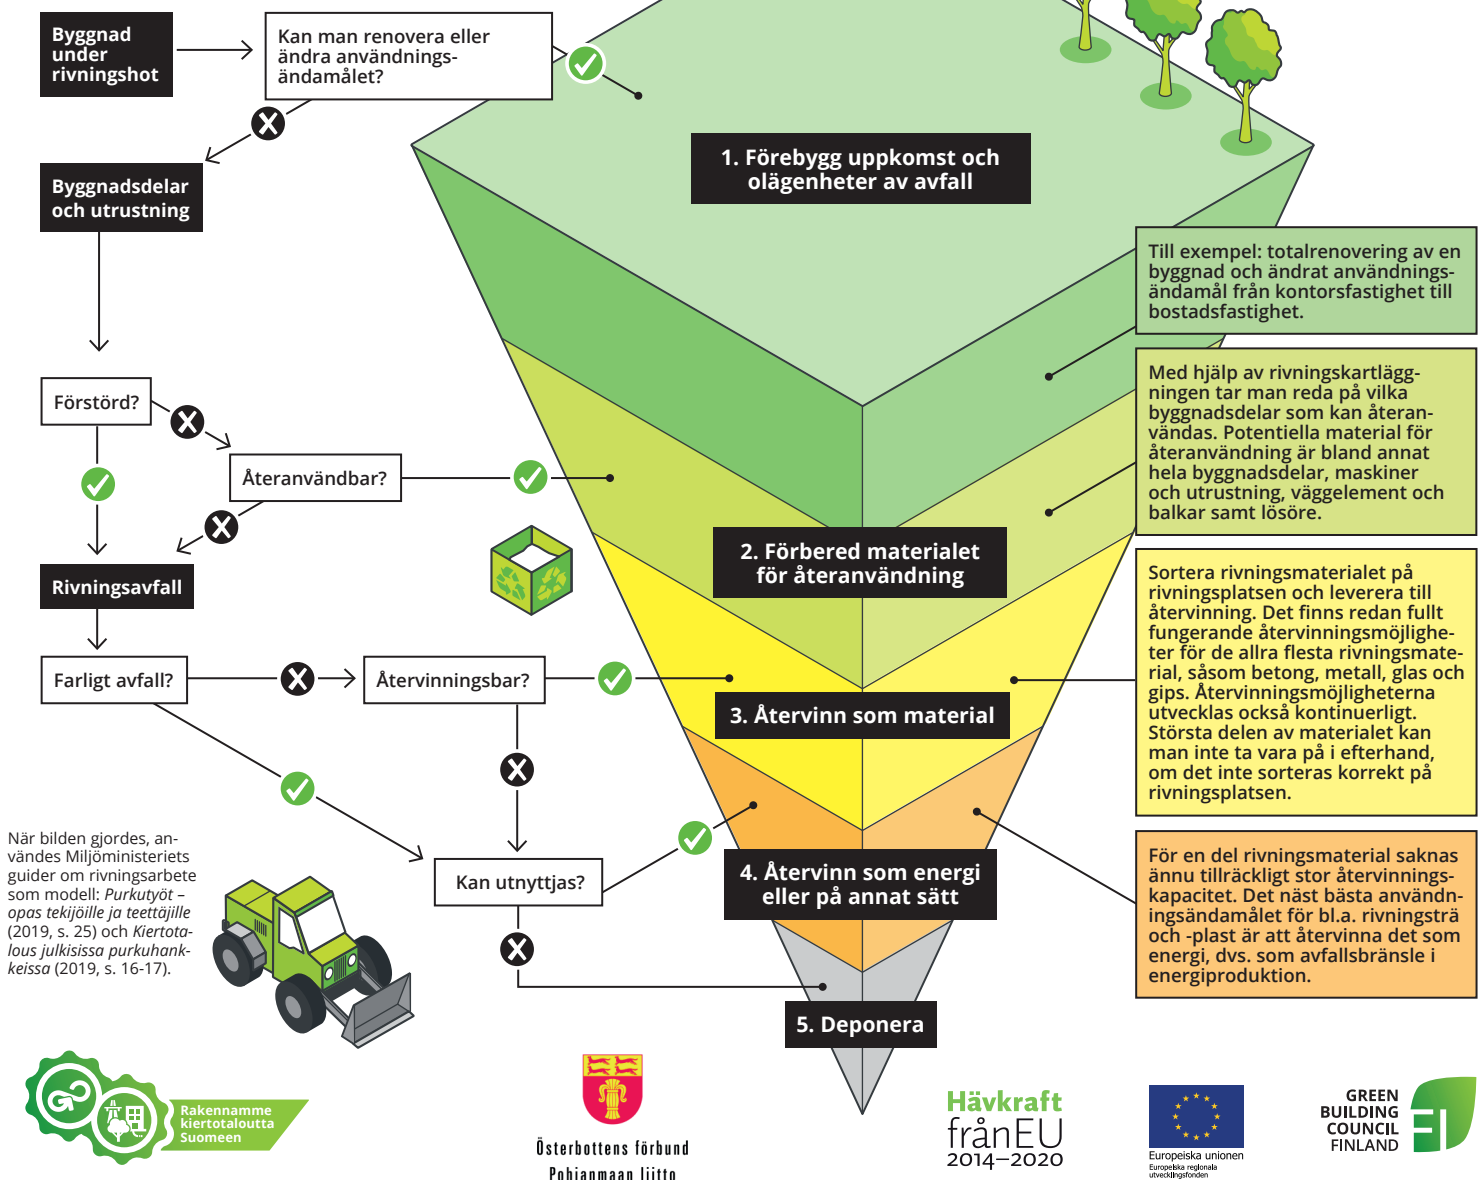 Byggnad
under
rivningshot
Kan man renovera eller
ändra användnings-
ändamålet?
Byggnadsdelar
och utrustning
Förstörd?
Återanvändbar?
Rivningsavfall
Farligt avfall?
Återvinningsbar?
Kan utnyttjas?
1. Förebygg uppkomst och
olägenheter av avfall
2. Förbered materialet
för återanvändning
3. Återvinn som material
4. Återvinn som energi
eller på annat sätt
5. Deponera
Till exempel: totalrenovering av en
byggnad och ändrat användnings-
ändamål från kontorsfastighet till
bostadsfastighet.
Med hjälp av rivningskartlägg-
ningen tar man reda på vilka
byggnadsdelar som kan återan-
vändas. Potentiella material för
återanvändning är bland annat
hela byggnadsdelar, maskiner
och utrustning, väggelement och
balkar samt lösöre.
Sortera rivningsmaterialet på
rivningsplatsen och leverera till
återvinning. Det finns redan fullt
fungerande återvinningsmöjlighe-
ter för de allra flesta rivningsmate-
rial, såsom betong, metall, glas och
gips. Återvinningsmöjligheterna
utvecklas också kontinuerligt.
Största delen av materialet kan
man inte ta vara på i efterhand,
om det inte sorteras korrekt på
rivningsplatsen.
För en del rivningsmaterial saknas
ännu tillräckligt stor återvinnings-
kapacitet. Det näst bästa användn-
ingsändamålet för bl.a. rivningsträ
och -plast är att återvinna det som
energi, dvs. som avfallsbränsle i
energiproduktion.
När bilden gjordes, an-
vändes Miljöministeriets
guider om rivningsarbete
som modell: Purkutyöt –
opas tekijöille ja teettäjille
(2019, s. 25) och Kierto­ta-
lous julkisissa purkuhank-
keissa (2019, s. 16-17).
Rakennamme
kiertotaloutta
Suomeen
Österbottens förbund
Pohjanmaan liitto
Hävkraft
från EU
2014–2020
Europeiska unionen
Europeiska regionala
utvecklingsfonden
GREEN
BUILDING
COUNCIL
FINLAND